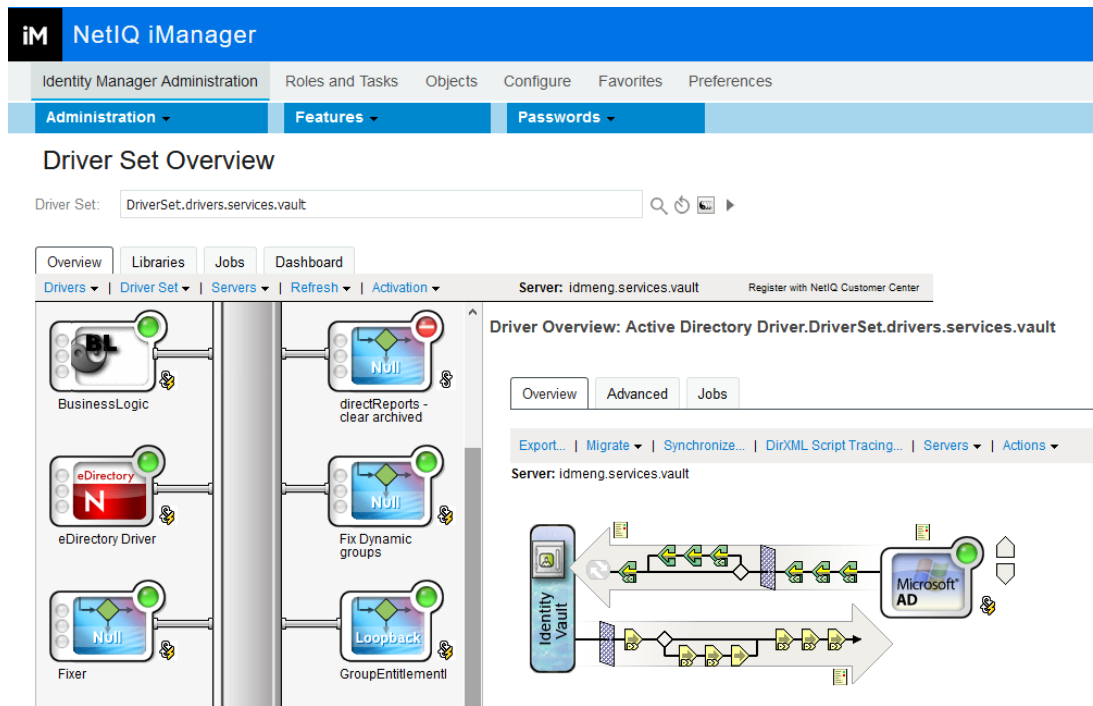 iM NetIQ iManager
Identity Manager Administration Roles and Tasks Objects Configure Favorites Preferences
Administration Features Passwords
Driver Set Overview
Driver Set: DriverSet.drivers.services.vault
Overview Libraries Jobs Dashboard
Drivers | Driver Set | Servers | Refresh | Activation Server: idmeng.services.vault Register with NetIQ Customer Center
BL
BusinessLogic
Null
directReports -
clear archived
eDirectory
N
eDirectory Driver
Null
Fix Dynamic
groups
Null
Fixer
Loopback
GroupEntitlementl
Driver Overview: Active Directory Driver.DriverSet.drivers.services.vault
Overview Advanced Jobs
Export... | Migrate | Synchronize... | DirXML Script Tracing... | Servers | Actions
Server: idmeng.services.vault
Identity
Vault
Microsoft®
AD